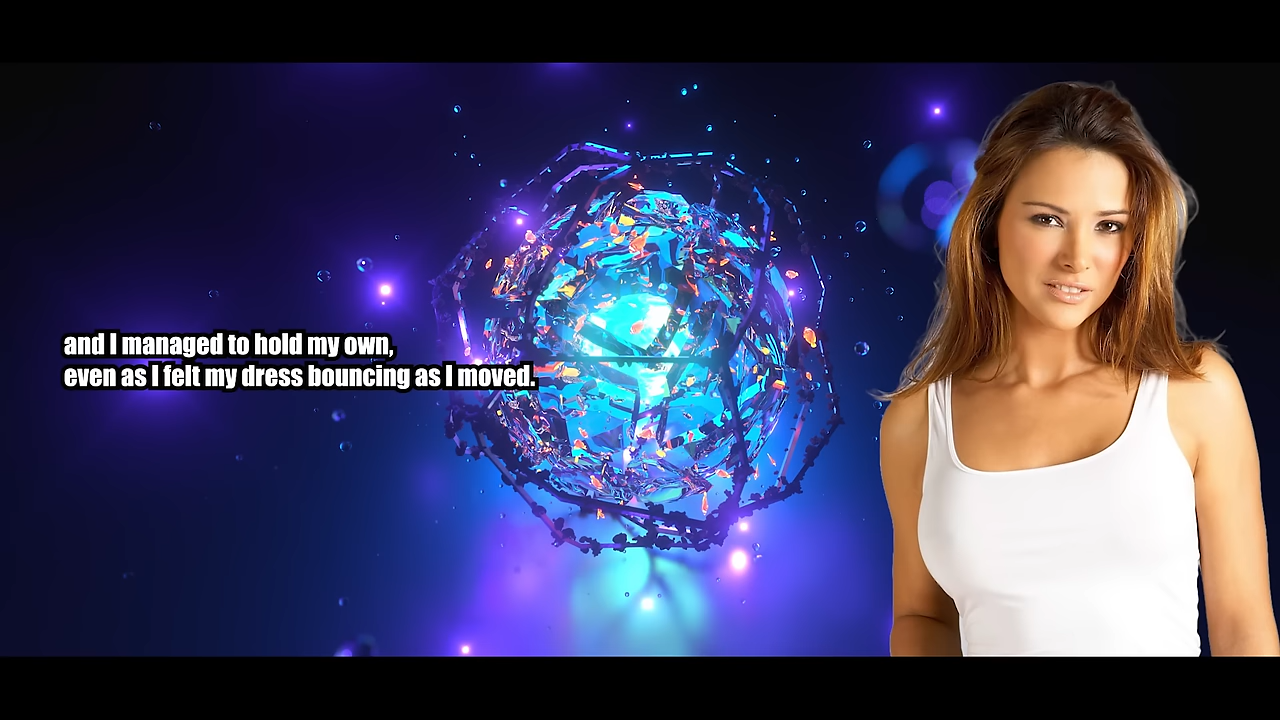 and I managed to hold my own,
even as I felt my dress bouncing as I moved.